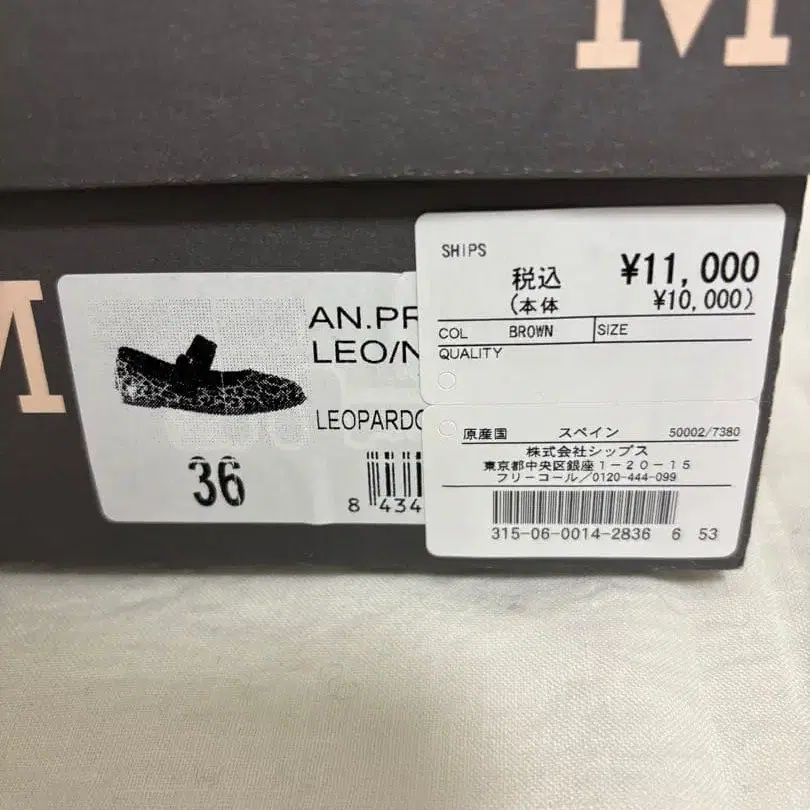 M
M
AN.PR
LEO/N
LEOPARDO
36
8 434
SHIPS
税込 ¥11,000
(本体 ¥10,000)
COL BROWN SIZE
QUALITY
原産国 スペイン 50002/7380
株式会社シップス
東京都中央区銀座1-20-15
フリーコール/0120-444-099
315-06-0014-2836 6 53